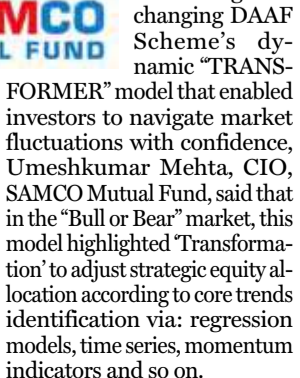 MCO
L FUND
changing DAAF
Scheme's dy-
namic "TRANS-
FORMER" model that enabled
investors to navigate market
fluctuations with confidence,
Umeshkumar Mehta, CIO,
SAMCO Mutual Fund, said that
in the "Bull or Bear" market, this
model highlighted 'Transforma-
tion' to adjust strategic equity al-
location according to core trends
identification via: regression
models, time series, momentum
indicators and so on.